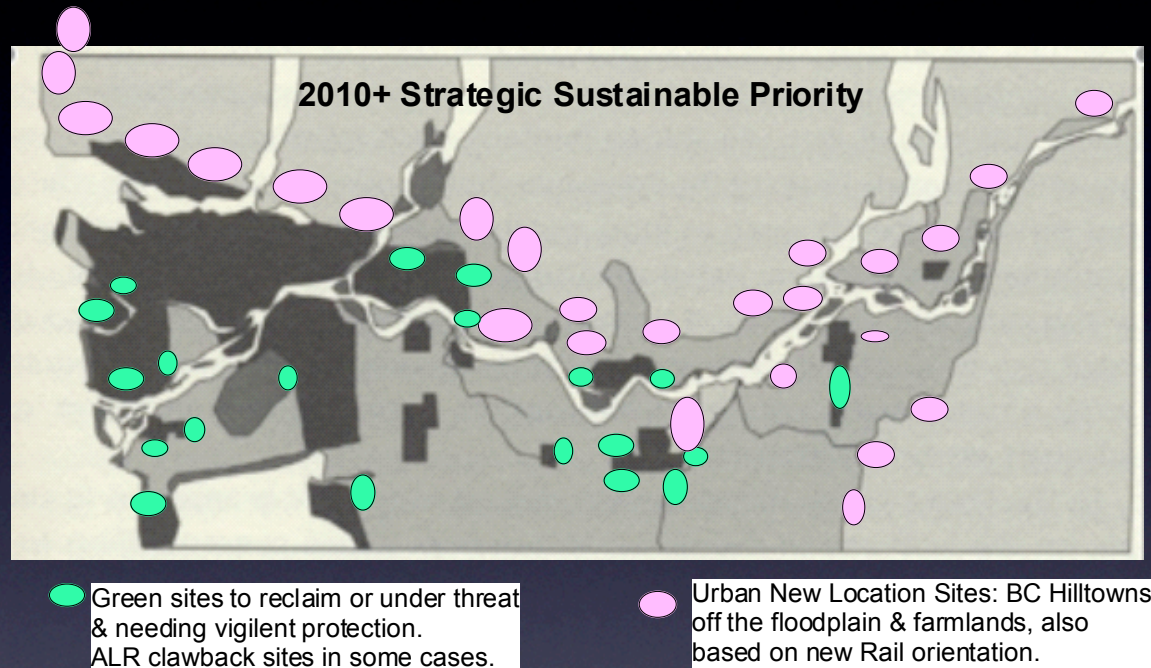 2010+ Strategic Sustainable Priority
Green sites to reclaim or under threat
& needing vigilent protection.
ALR clawback sites in some cases.
Urban New Location Sites: BC Hilltowns
off the floodplain & farmlands, also
based on new Rail orientation.